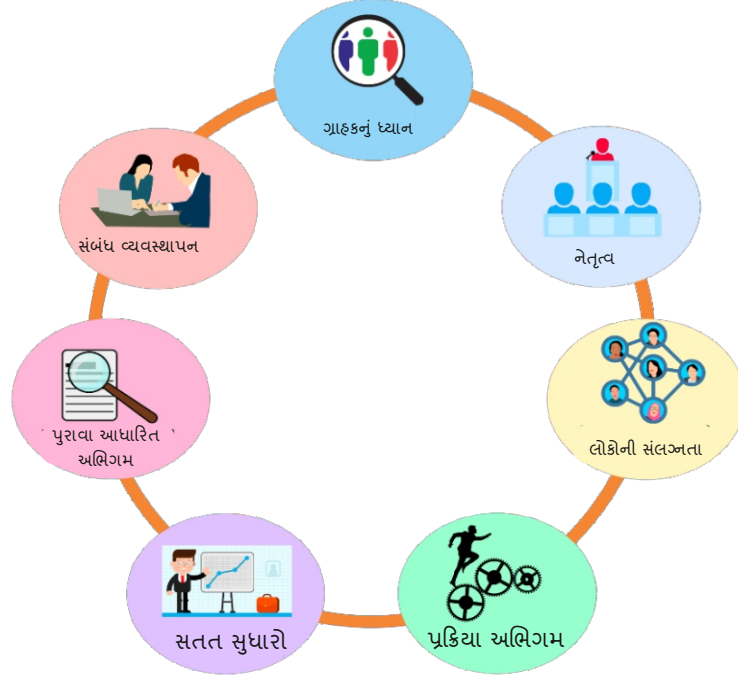 ગ્રાહકનું ધ્યાન
નેતૃત્વ
લોકોની સંલગ્નતા
પ્રક્રિયા અભિગમ
સતત સુધારો
પુરાવા આધારિત
અભિગમ
સંબંધ વ્યવસ્થાપન